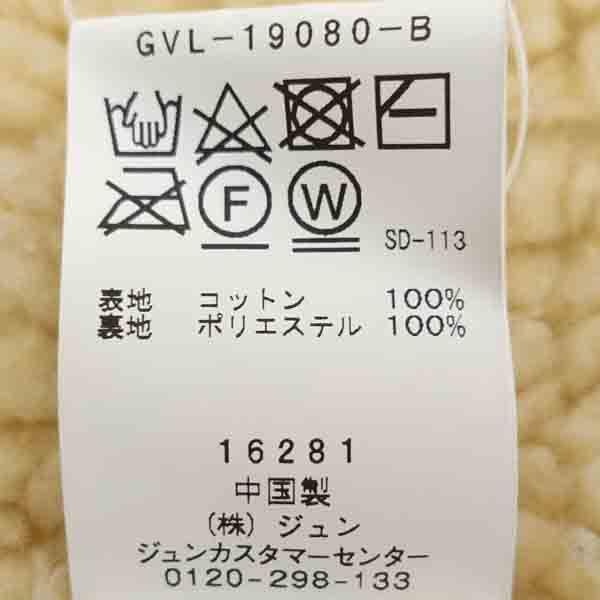 GVL-19080-B
F W SD-113
表地 コットン 100%
裏地 ポリエステル 100%
16281
中国製
(株) ジュン
ジュンカスタマーセンター
0120-298-133